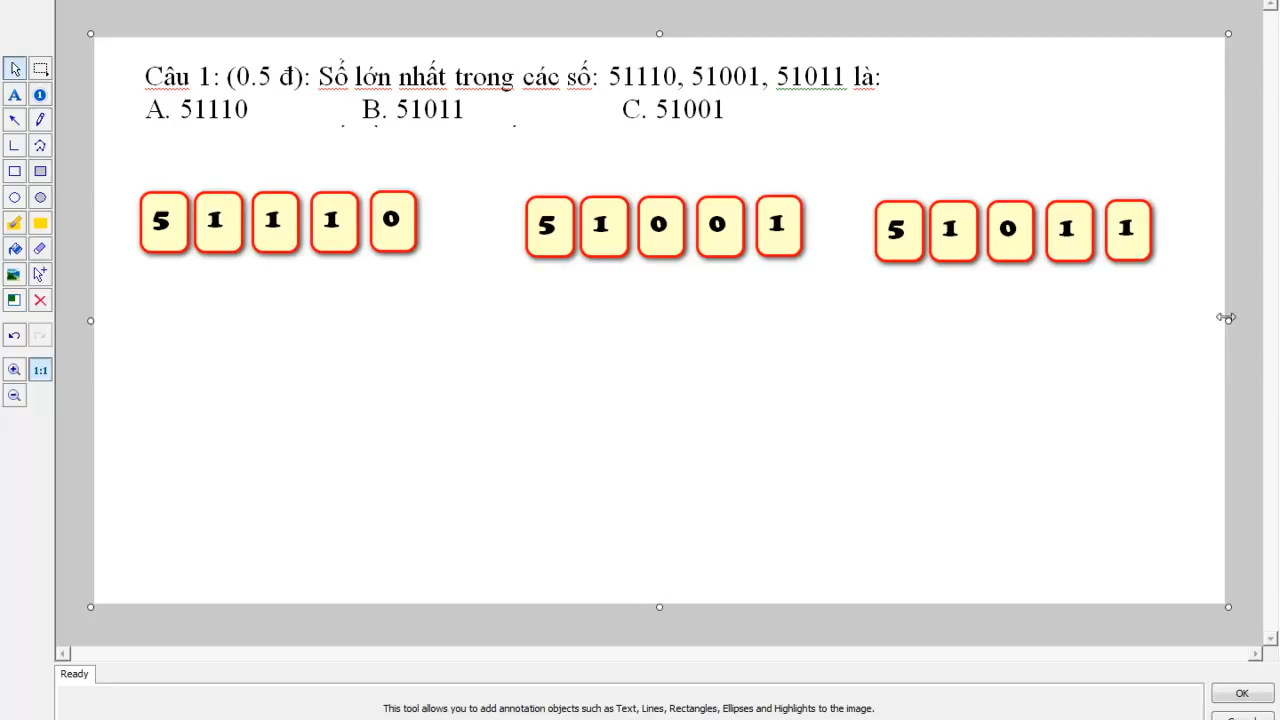 Câu 1: (0.5 đ): Số lớn nhất trong các số: 51110, 51001, 51011 là:
A. 51110 B. 51011 C. 51001
5 1 1 1 0 5 1 0 0 1 5 1 0 1 1
A 1
1:1
Ready
This tool allows you to add annotation objects such as Text, Lines, Rectangles, Ellipses and Highlights to the image.
OK